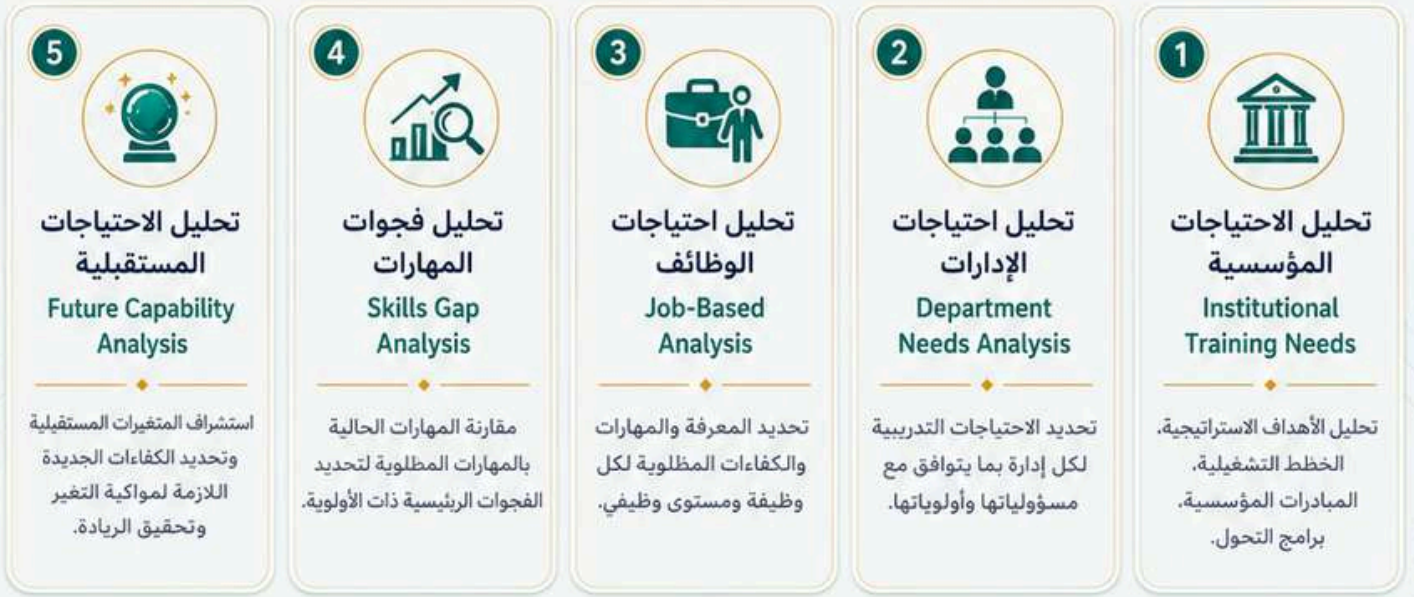 1
تحليل الاحتياجات
المؤسسية
Institutional
Training Needs
تحليل الأهداف الاستراتيجية،
الخطط التشغيلية،
المبادرات المؤسسية،
برامج التحول.
2
تحليل احتياجات
الإدارات
Department
Needs Analysis
تحديد الاحتياجات التدريبية
لكل إدارة بما يتوافق مع
مسؤولياتها وأولوياتها.
3
تحليل احتياجات
الوظائف
Job-Based
Analysis
تحديد المعرفة والمهارات
والكفاءات المطلوبة لكل
وظيفة ومستوى وظيفي.
4
تحليل فجوات
المهارات
Skills Gap
Analysis
مقارنة المهارات الحالية
بالمهارات المطلوبة لتحديد
الفجوات الرئيسية ذات الأولوية.
5
تحليل الاحتياجات
المستقبلية
Future Capability
Analysis
استشراف المتغيرات المستقبلية
وتحديد الكفاءات الجديدة
اللازمة لمواكبة التغير
وتحقيق الريادة.